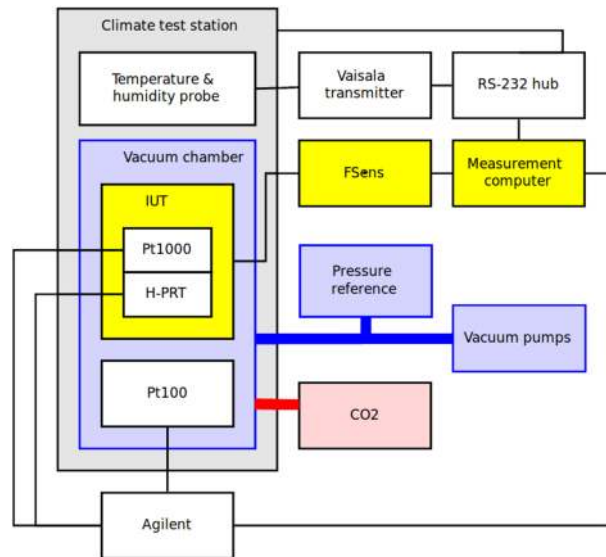 Climate test station
Temperature &
humidity probe
Vaisala
transmitter
RS-232 hub
Vacuum chamber
FSens
Measurement
computer
IUT
Pt1000
H-PRT
Pressure
reference
Vacuum pumps
Pt100
CO2
Agilent